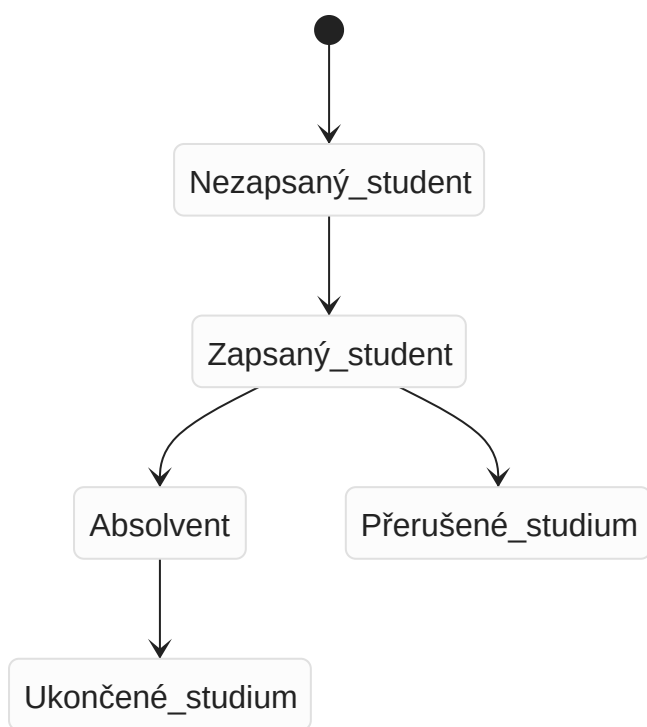 Nezapsaný_student
Zapsaný_student
Absolvent
Přerušené_studium
Ukončené_studium